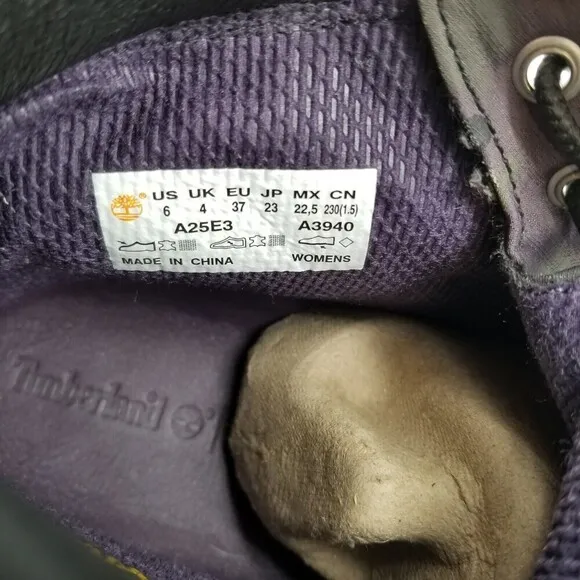 ® US UK EU JP MX CN
6 4 37 23 22,5 230(1.5)
A25E3 A3940
MADE IN CHINA WOMENS
Timberland ®